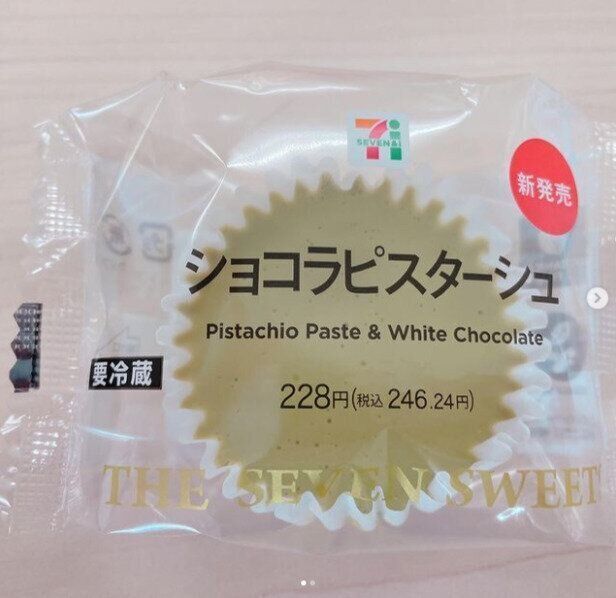 SEVEN&i
新発売
ショコラピスターシュ
Pistachio Paste & White Chocolate
要冷蔵
228円(税込 246.24円)
THE SEVEN SWEET